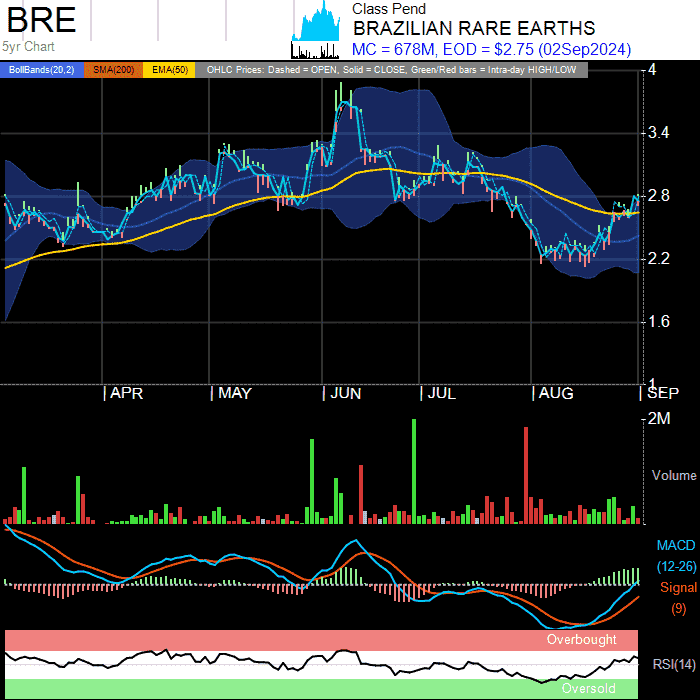 BRE
5yr Chart
Class Pend
BRAZILIAN RARE EARTHS
MC = 678M, EOD = $2.75 (02Sep2024)
BollBands(20,2) SMA(200) EMA(50) OHLC Prices: Dashed = OPEN, Solid = CLOSE, Green/Red bars = Intra-day HIGH/LOW
4
3.4
2.8
2.2
1.6
1
APR MAY JUN JUL AUG SEP
2M
Volume
MACD
(12-26)
Signal
(9)
Overbought
RSI(14)
Oversold